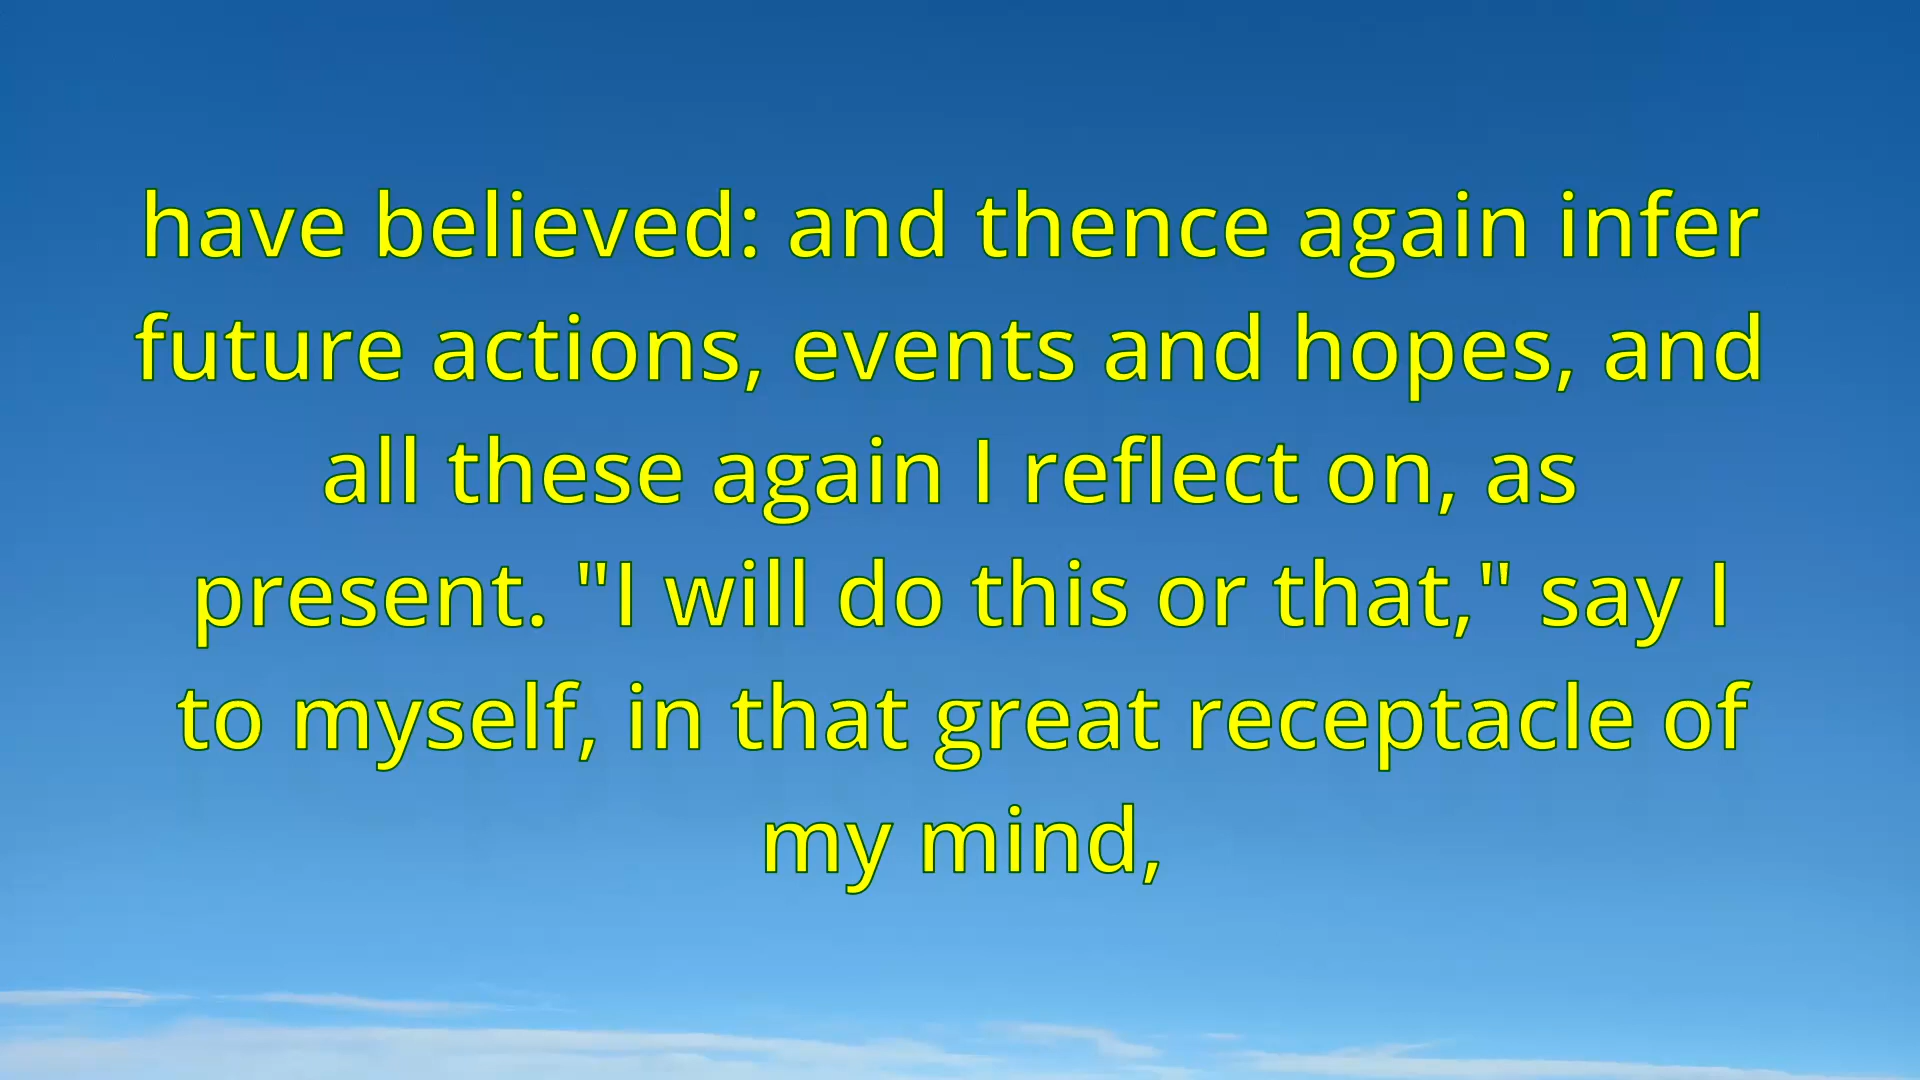 have believed: and thence again infer
future actions, events and hopes, and
all these again I reflect on, as
present. "I will do this or that," say I
to myself, in that great receptacle of
my mind,